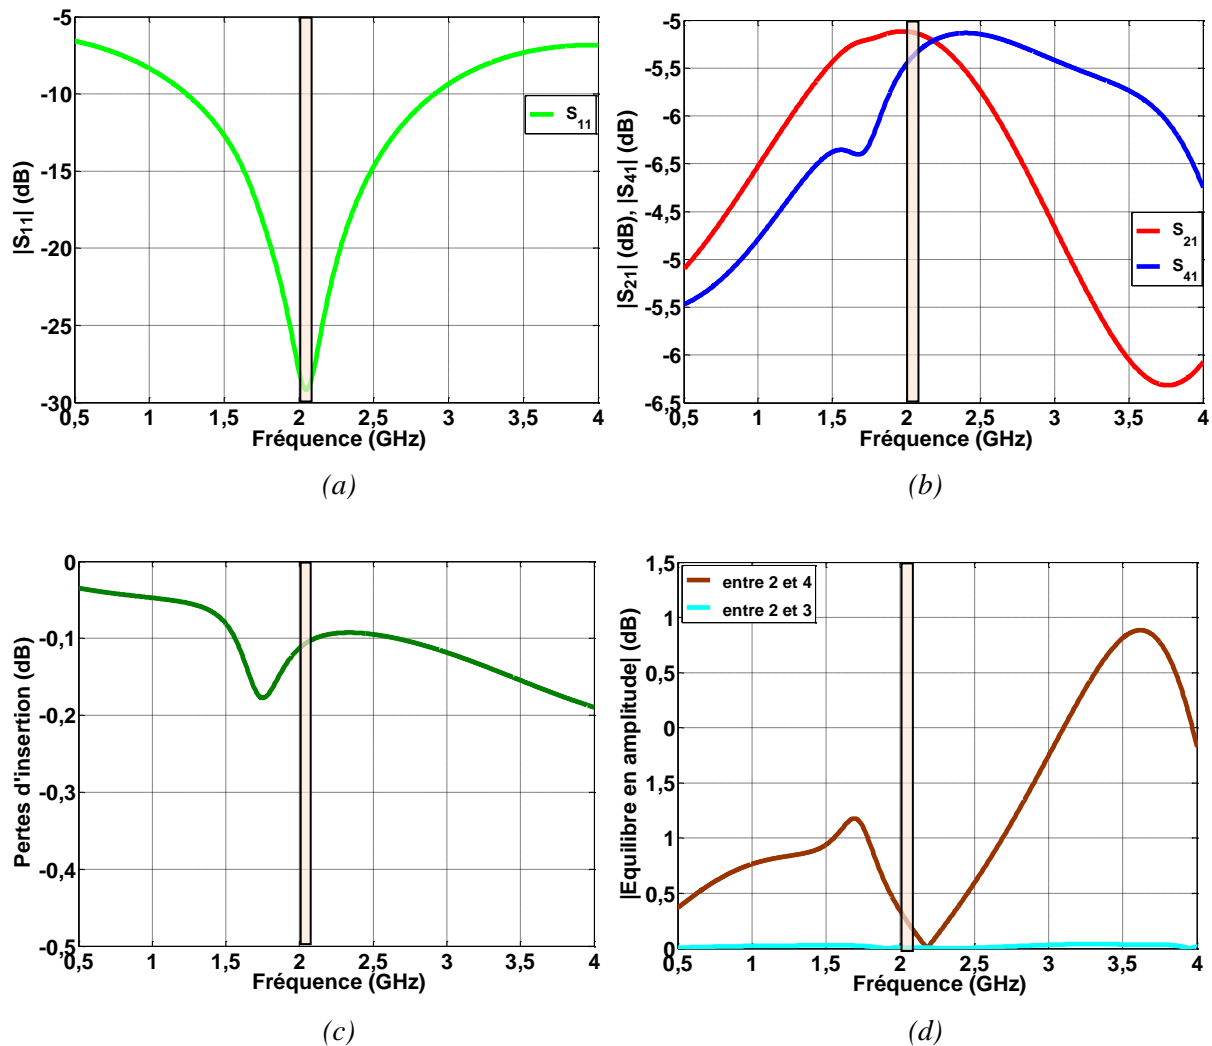 -5
-10
-15
-20
-25
-30
|S11| (dB)
S11
0,5 1 1,5 2 2,5 3 3,5 4
Fréquence (GHz)
(a)
-5
-5,5
-6
-6,5
-4,5
-5
-5,5
-6
-6,5
|S21| (dB), |S41| (dB)
S21
S41
0,5 1 1,5 2 2,5 3 3,5 4
Fréquence (GHz)
(b)
0
-0,1
-0,2
-0,3
-0,4
-0,5
Pertes d'insertion (dB)
0,5 1 1,5 2 2,5 3 3,5 4
Fréquence (GHz)
(c)
1,5
1
0,5
0
1,5
1
0,5
0
|Equilibre en amplitude| (dB)
entre 2 et 4
entre 2 et 3
0,5 1 1,5 2 2,5 3 3,5 4
Fréquence (GHz)
(d)